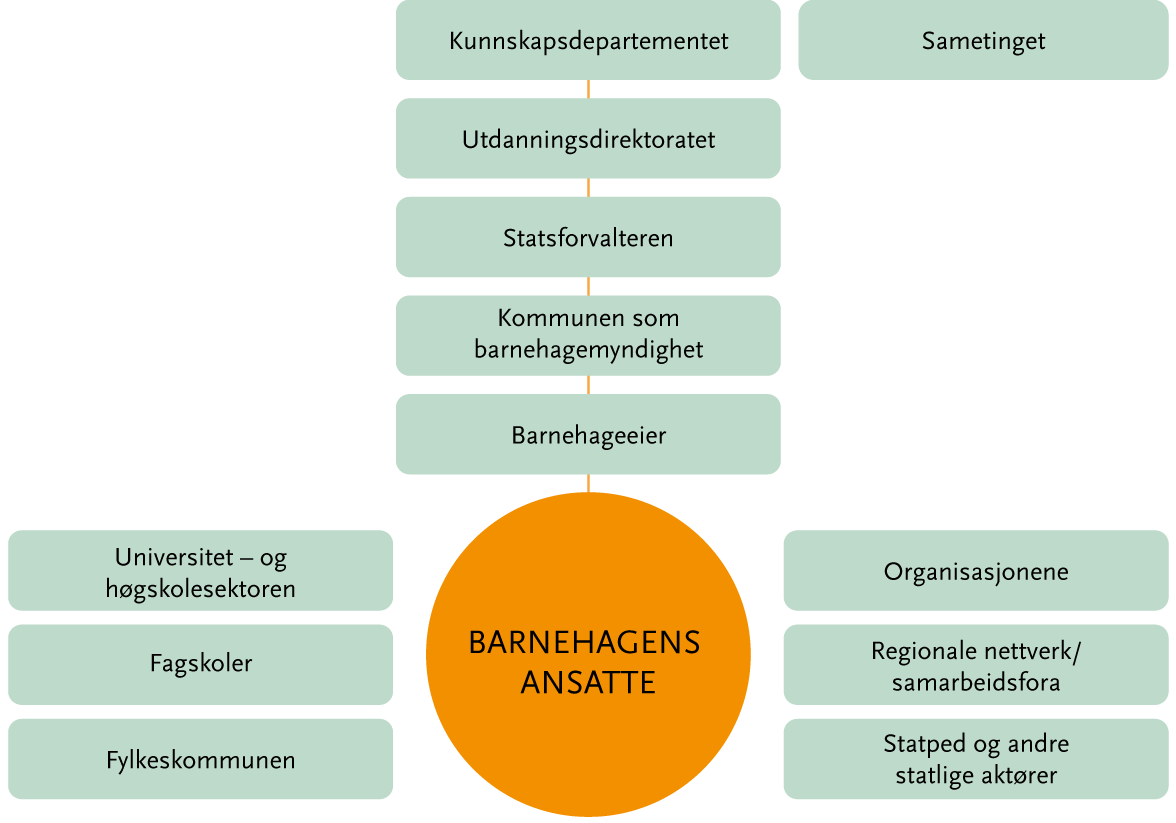 Kunnskapsdepartementet
Sametinget
Utdanningsdirektoratet
Statsforvalteren
Kommunen som
barnehagemyndighet
Barnehageeier
Universitet – og
høgskolesektoren
Fagskoler
Fylkeskommunen
BARNEHAGENS
ANSATTE
Organisasjonene
Regionale nettverk/
samarbeidsfora
Statped og andre
statlige aktører